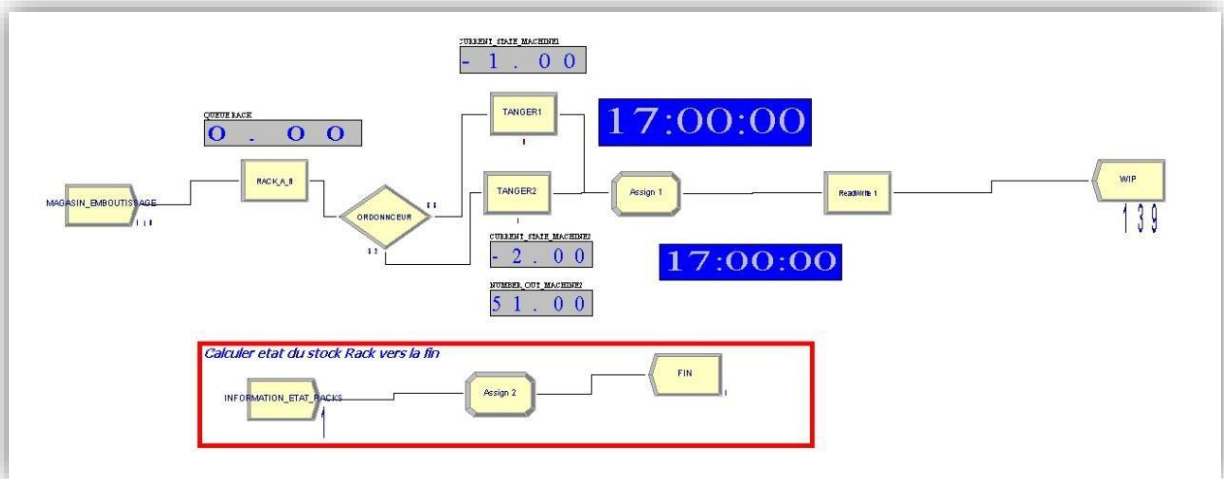 CURRENT_STATE_MACHINE1
- 1 . 0 0
QUEUE RACK
0 . 0 0
TANGER1
17:00:00
MAGASIN_EMBOUTISSAGE
RACK_A_B
ORDONNCEUR
TANGER2
Assign 1
ReadWrite 1
WIP
1 3 9
CURRENT_STATE_MACHINE2
- 2 . 0 0
17:00:00
NUMBER_OUT_MACHINE2
5 1 . 0 0
Calculer etat du stock Rack vers la fin
INFORMATION_ETAT_RACKS
Assign 2
FIN